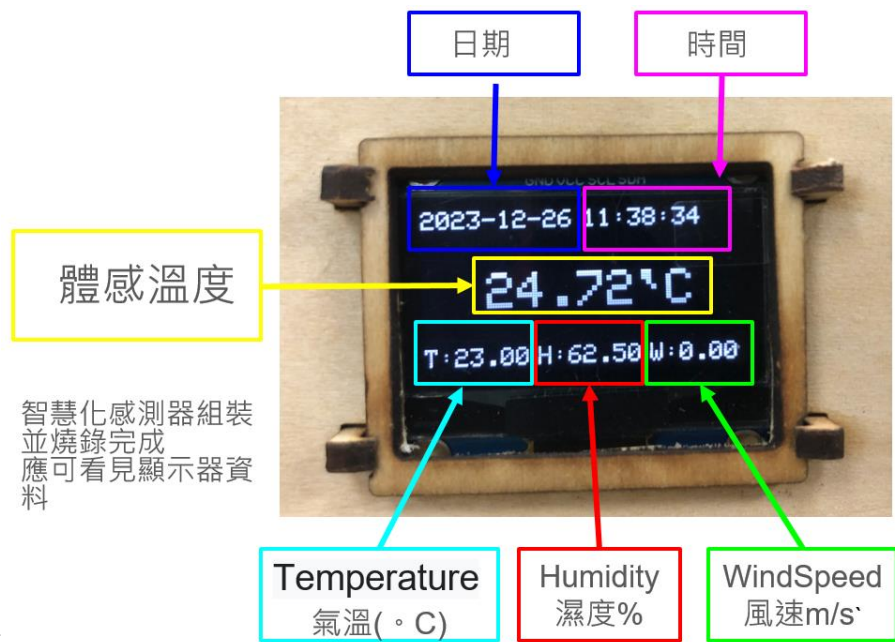 日期
時間
GND VCC SCL SDA
2023-12-26 11:38:34
體感溫度
24.72'C
T:23.00 H:62.50 W:0.00
智慧化感測器組裝
並燒錄完成
應可看見顯示器資
料
Temperature
氣溫(。C)
Humidity
濕度%
WindSpeed
風速m/s`